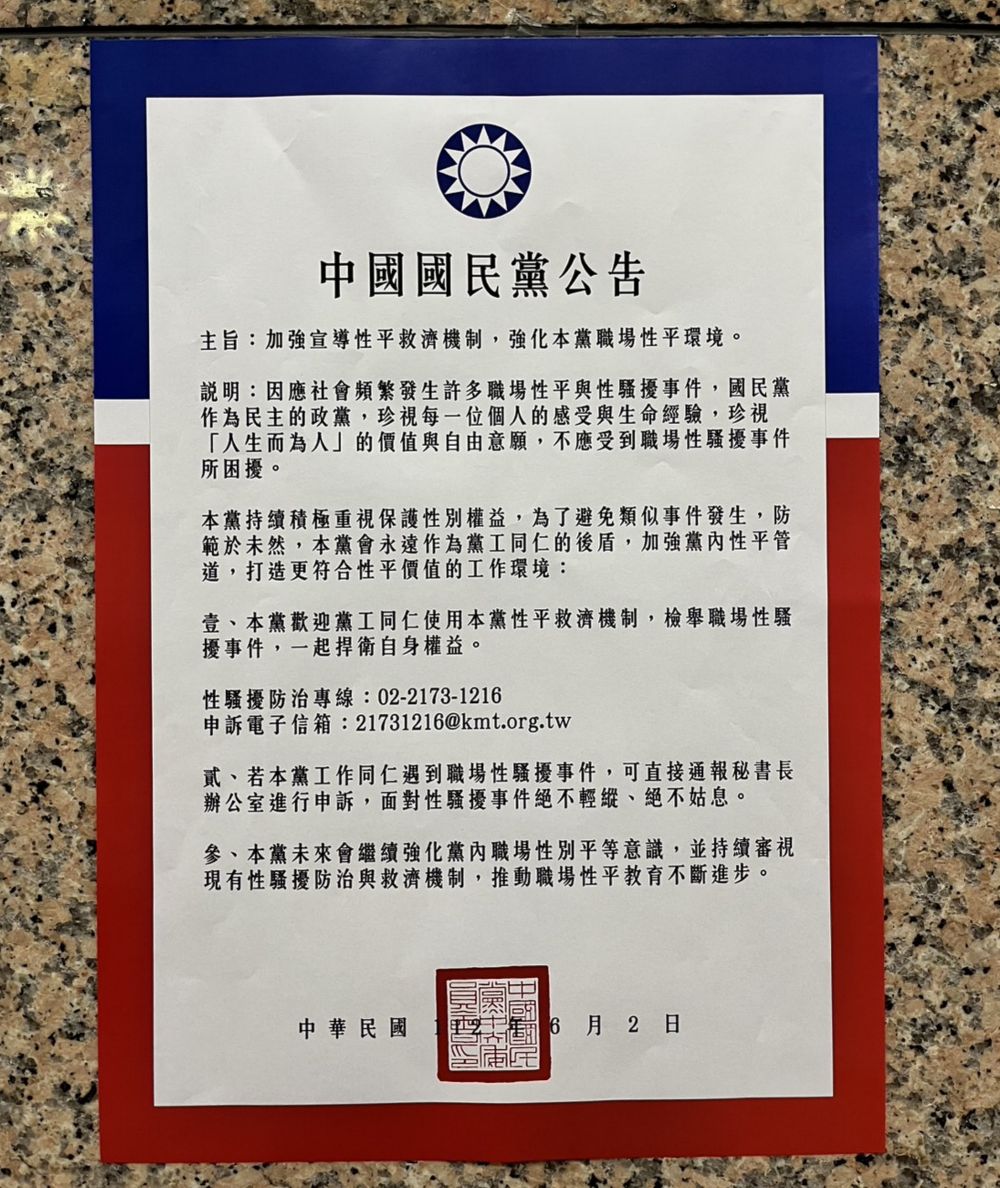 中國國民黨公告
主旨：加強宣導性平救濟機制，強化本黨職場性平環境。
說明：因應社會頻繁發生許多職場性平與性騷擾事件，國民黨
作為民主的政黨，珍視每一位個人的感受與生命經驗，珍視
「人生而為人」的價值與自由意願，不應受到職場性騷擾事件
所困擾。
本黨持續積極重視保護性別權益，為了避免類似事件發生，防
範於未然，本黨會永遠作為黨工同仁的後盾，加強黨內性平管
道，打造更符合性平價值的工作環境：
壹、本黨歡迎黨工同仁使用本黨性平救濟機制，檢舉職場性騷
擾事件，一起捍衛自身權益。
性騷擾防治專線：02-2173-1216
申訴電子信箱：21731216@kmt.org.tw
貳、若本黨工作同仁遇到職場性騷擾事件，可直接通報秘書長
辦公室進行申訴，面對性騷擾事件絕不輕縱、絕不姑息。
參、本黨未來會繼續強化黨內職場性別平等意識，並持續審視
現有性騷擾防治與救濟機制，推動職場性平教育不斷進步。
中華民國 112 年 6 月 2 日
中國國民
黨中央委
員會印